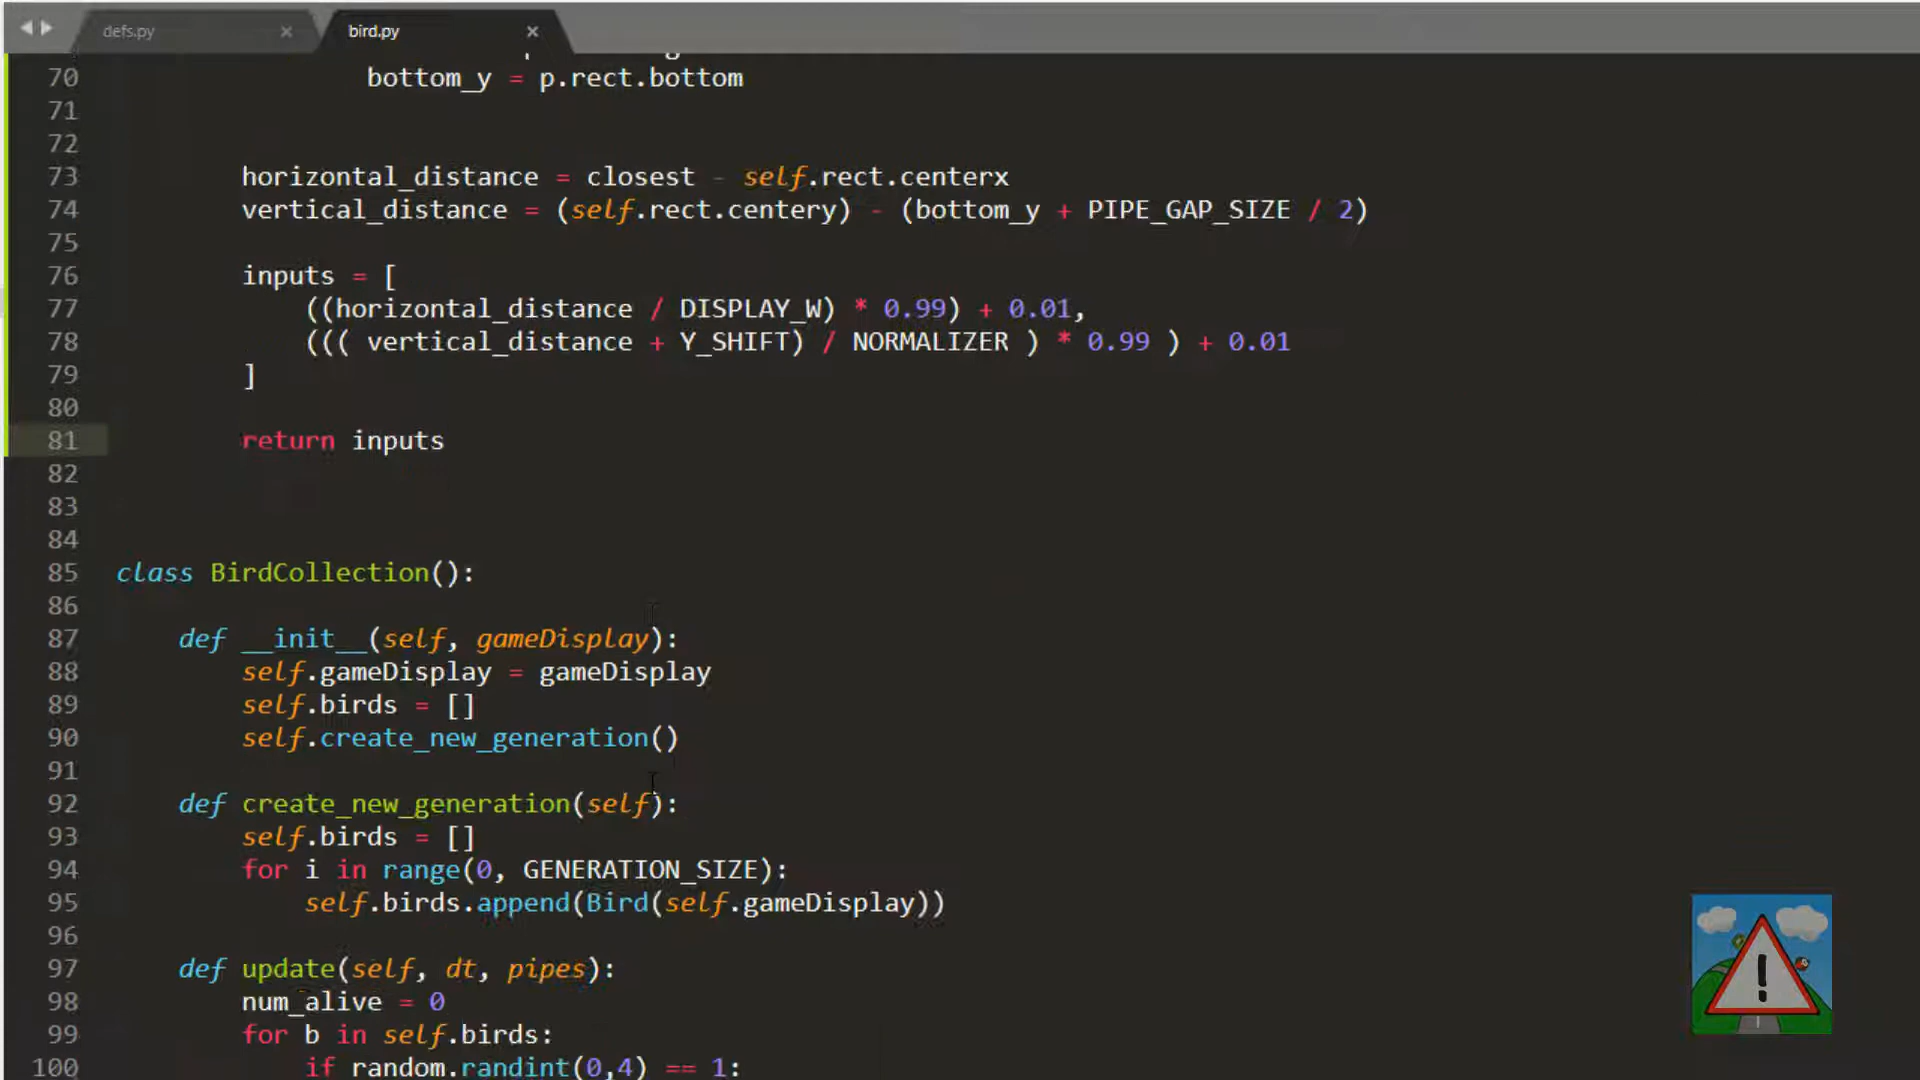 defs.py × bird.py ×
70 bottom_y = p.rect.bottom
71
72
73 horizontal_distance = closest - self.rect.centerx
74 vertical_distance = (self.rect.centery) - (bottom_y + PIPE_GAP_SIZE / 2)
75
76 inputs = [
77 ((horizontal_distance / DISPLAY_W) * 0.99) + 0.01,
78 ((( vertical_distance + Y_SHIFT) / NORMALIZER ) * 0.99 ) + 0.01
79 ]
80
81 return inputs
82
83
84
85 class BirdCollection():
86
87 def __init__(self, gameDisplay):
88 self.gameDisplay = gameDisplay
89 self.birds = []
90 self.create_new_generation()
91
92 def create_new_generation(self):
93 self.birds = []
94 for i in range(0, GENERATION_SIZE):
95 self.birds.append(Bird(self.gameDisplay))
96
97 def update(self, dt, pipes):
98 num_alive = 0
99 for b in self.birds:
100 if random.randint(0,4) == 1:
!